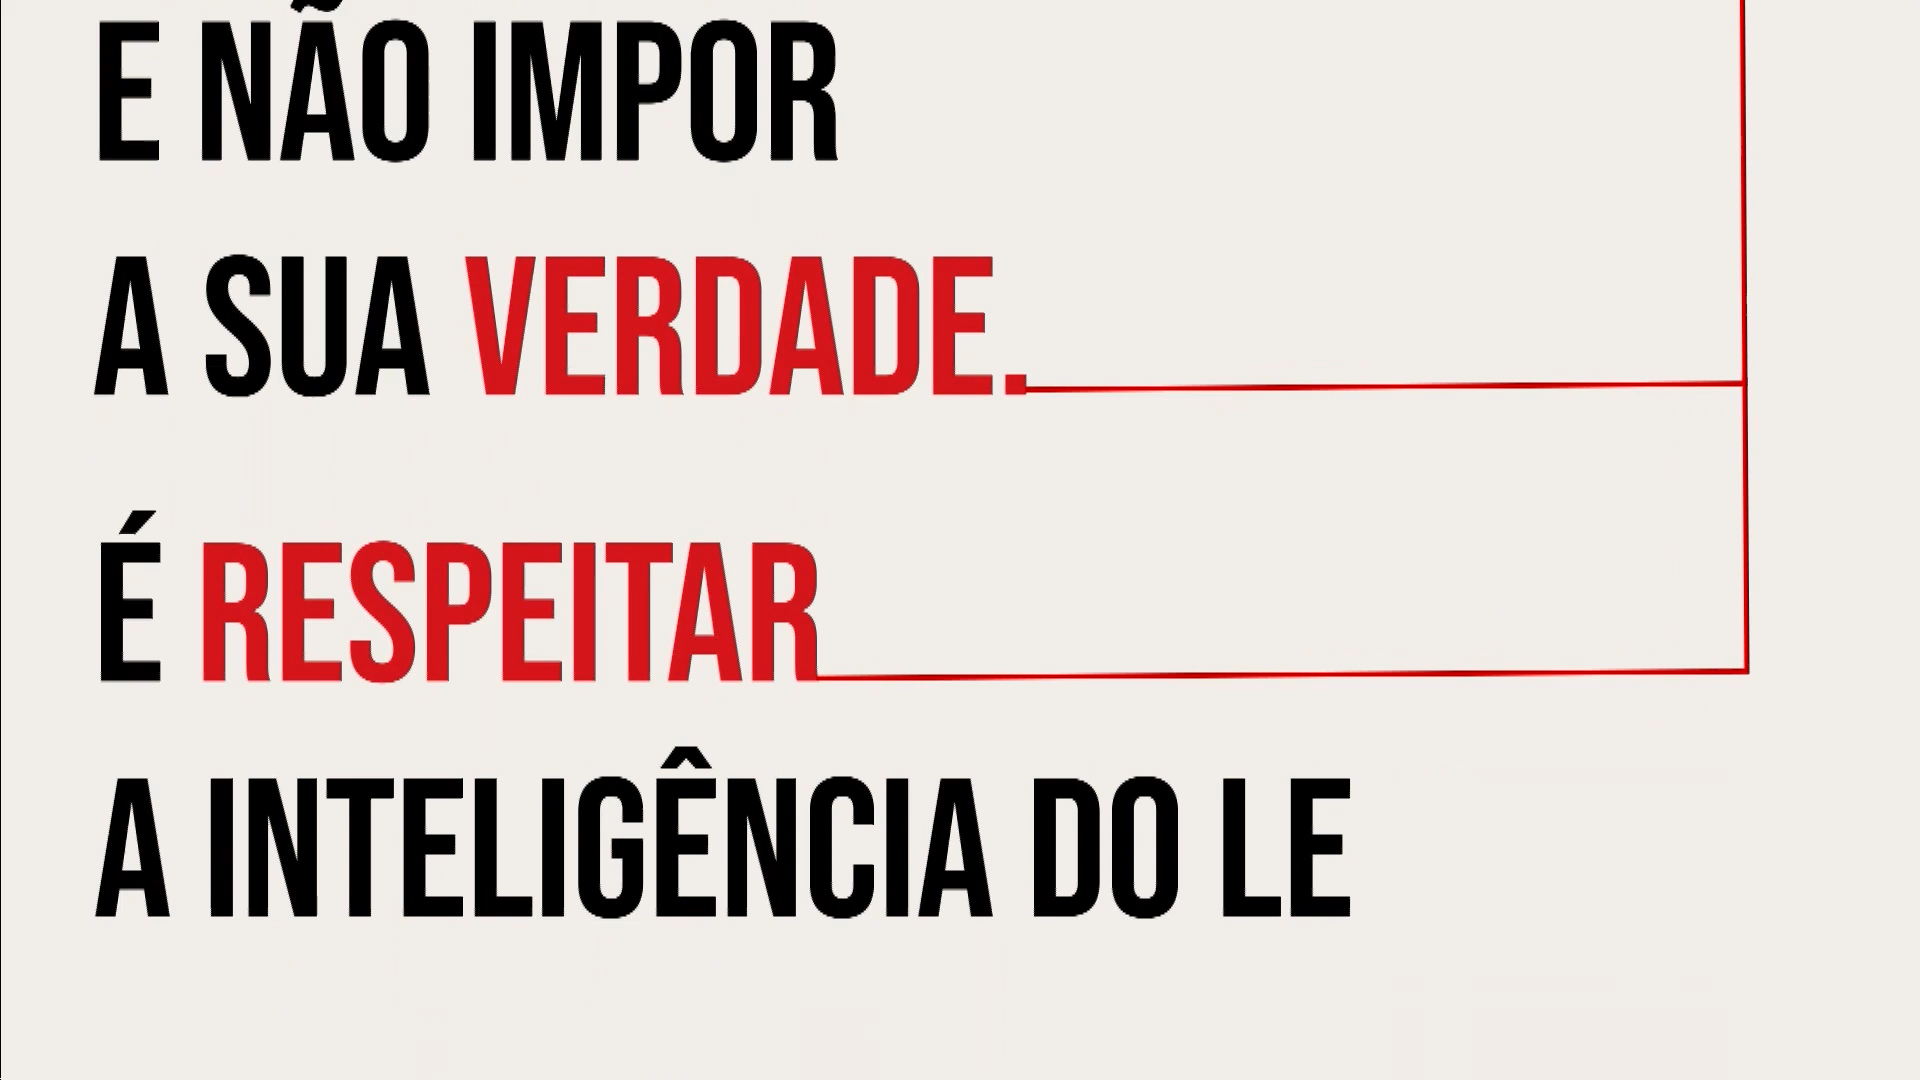 E NÃO IMPOR
A SUA VERDADE.
É RESPEITAR
A INTELIGÊNCIA DO LE